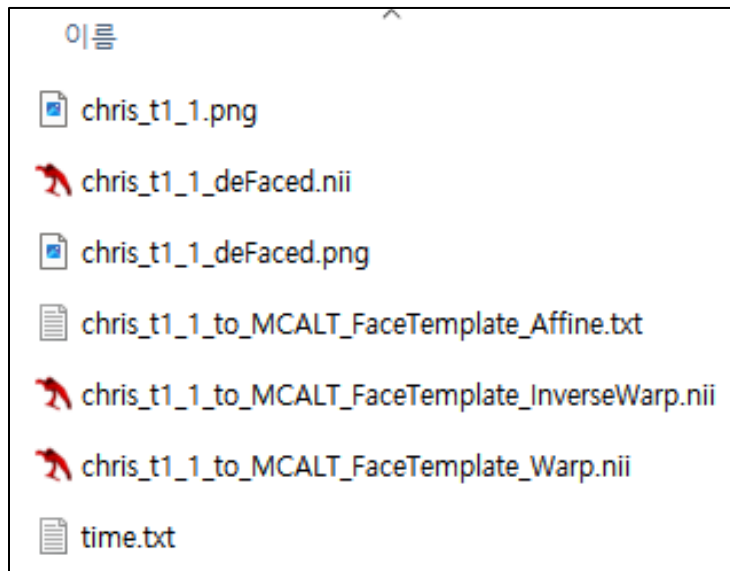 이름
chris_t1_1.png
chris_t1_1_deFaced.nii
chris_t1_1_deFaced.png
chris_t1_1_to_MCALT_FaceTemplate_Affine.txt
chris_t1_1_to_MCALT_FaceTemplate_InverseWarp.nii
chris_t1_1_to_MCALT_FaceTemplate_Warp.nii
time.txt